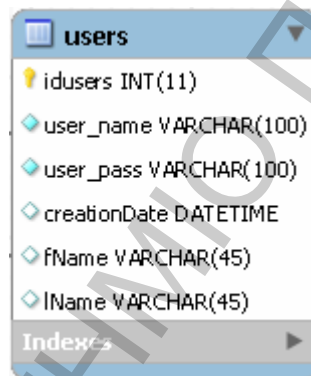 users
idusers INT(11)
user_name VARCHAR(100)
user_pass VARCHAR(100)
creationDate DATETIME
fName VARCHAR(45)
lName VARCHAR(45)
Indexes